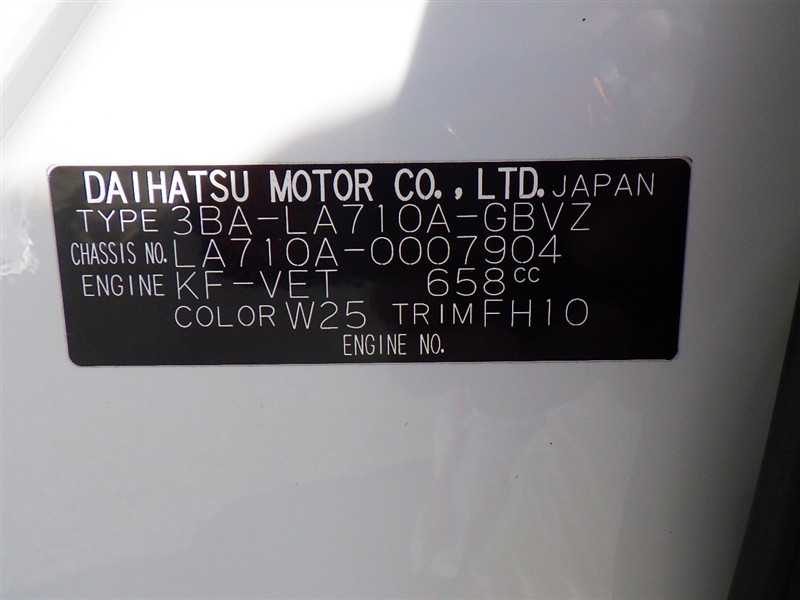 DAIHATSU MOTOR CO., LTD. JAPAN
TYPE 3BA-LA710A-GBVZ
CHASSIS NO. LA710A-0007904
ENGINE KF-VET 658CC
COLOR W25 TRIM FH10
ENGINE NO.